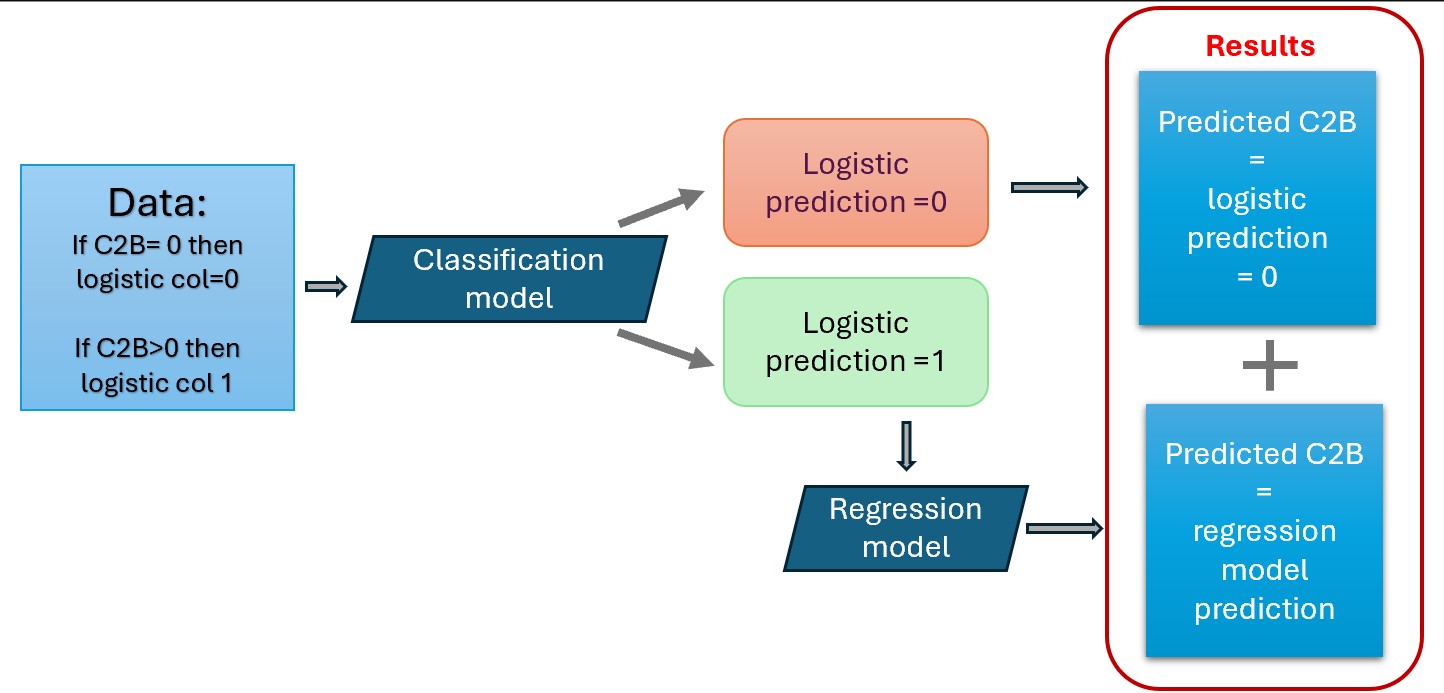 Data:
If C2B= 0 then
logistic col=0
If C2B>0 then
logistic col 1
Classification
model
Logistic
prediction =0
Logistic
prediction =1
Regression
model
Results
Predicted C2B
=
logistic
prediction
= 0
+
Predicted C2B
=
regression
model
prediction